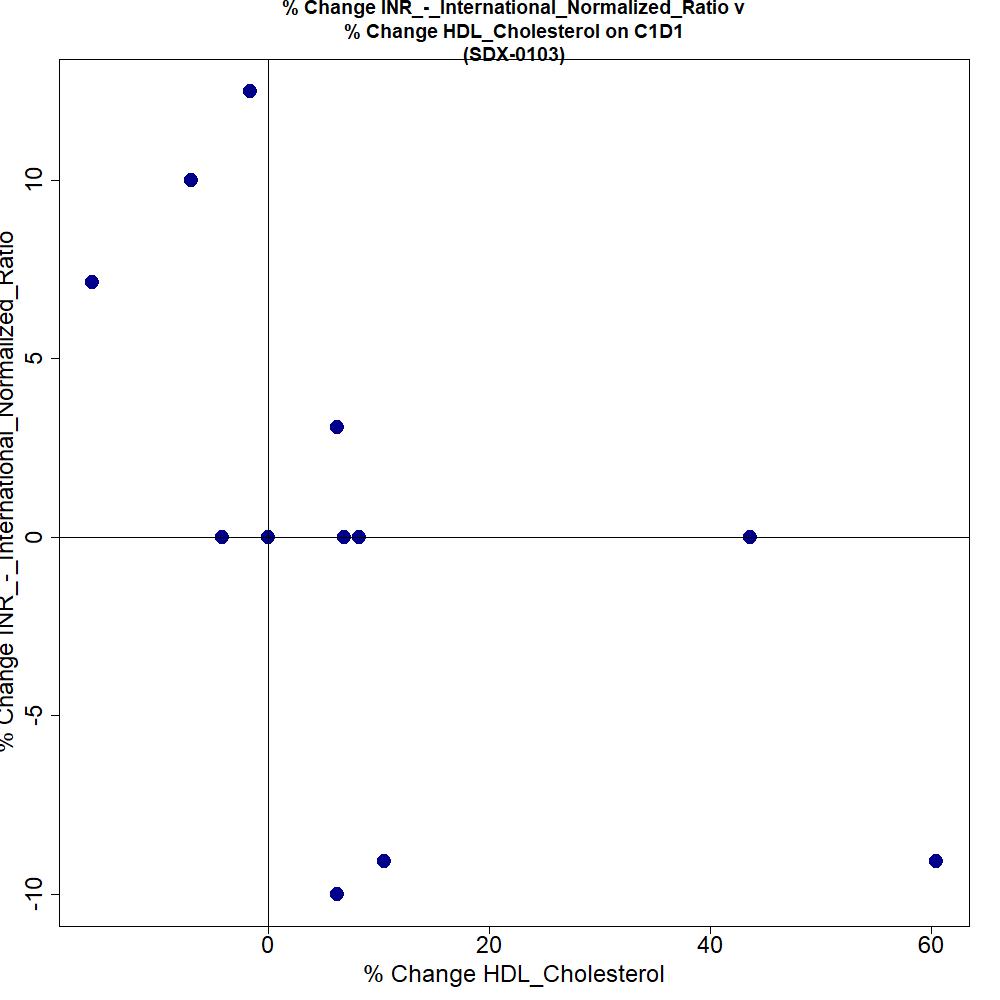 % Change INR_-_International_Normalized_Ratio v
% Change HDL_Cholesterol on C1D1
(SDX-0103)
% Change INR_-_International_Normalized_Ratio
10
5
0
-5
-10
0
20
40
60
% Change HDL_Cholesterol